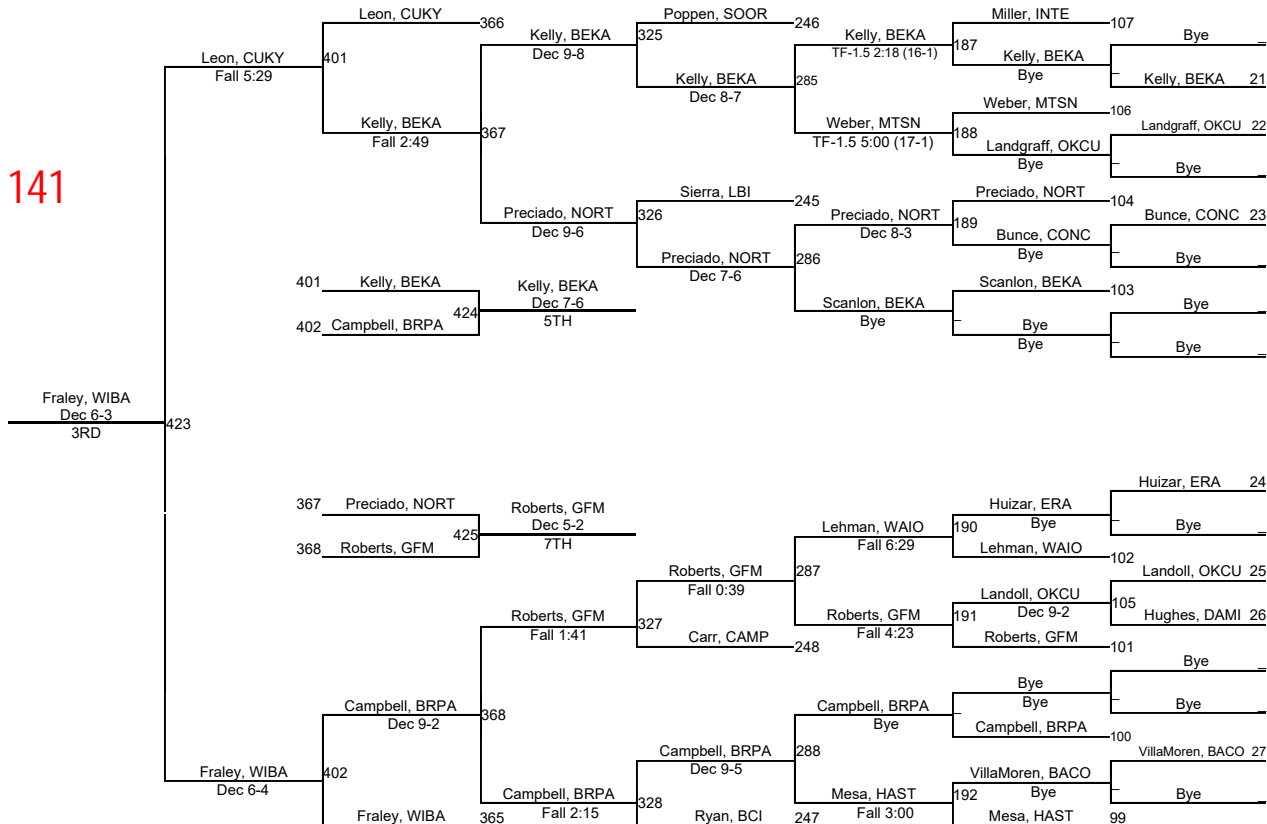 Leon, CUKY 366
Poppen, SOOR 246
Miller, INTE 107
Kelly, BEKA 325
Dec 9-8
Kelly, BEKA 187
TF-1.5 2:18 (16-1)
Bye _
Leon, CUKY 401
Fall 5:29
Kelly, BEKA
Bye _
Kelly, BEKA 285
Dec 8-7
Kelly, BEKA 21
Weber, MTSN 106
Kelly, BEKA 367
Fall 2:49
Weber, MTSN 188
TF-1.5 5:00 (17-1)
Landgraff, OKCU 22
Landgraff, OKCU _
Bye
Bye _
141
Sierra, LBI 245
Preciado, NORT 104
Preciado, NORT 326
Dec 9-6
Preciado, NORT 189
Dec 8-3
Bunce, CONC 23
Bunce, CONC _
Bye
Preciado, NORT 286
Dec 7-6
Bye _
401 Kelly, BEKA
Kelly, BEKA
Dec 7-6
5TH
Scanlon, BEKA 103
424
Scanlon, BEKA _
Bye
Bye _
402 Campbell, BRPA
Bye _
Bye
Bye _
Fraley, WIBA
Dec 6-3
3RD
423
Huizar, ERA 24
367 Preciado, NORT
Roberts, GFM
Dec 5-2
7TH
Huizar, ERA _
Bye
425
Lehman, WAIO 190
Fall 6:29
Bye _
368 Roberts, GFM
Lehman, WAIO 102
Roberts, GFM 287
Fall 0:39
Landoll, OKCU 25
Landoll, OKCU 105
Dec 9-2
Roberts, GFM 327
Fall 1:41
Roberts, GFM 191
Fall 4:23
Hughes, DAMI 26
Carr, CAMP 248
Roberts, GFM 101
Bye _
Bye _
Bye
Campbell, BRPA 368
Dec 9-2
Campbell, BRPA _
Bye
Bye _
Campbell, BRPA 100
Campbell, BRPA 288
Dec 9-5
VillaMoren, BACO 27
Fraley, WIBA 402
Dec 6-4
VillaMoren, BACO _
Bye
Campbell, BRPA 328
Fall 2:15
Mesa, HAST 192
Fall 3:00
Bye _
Fraley, WIBA 365
Ryan, BCI 247
Mesa, HAST 99